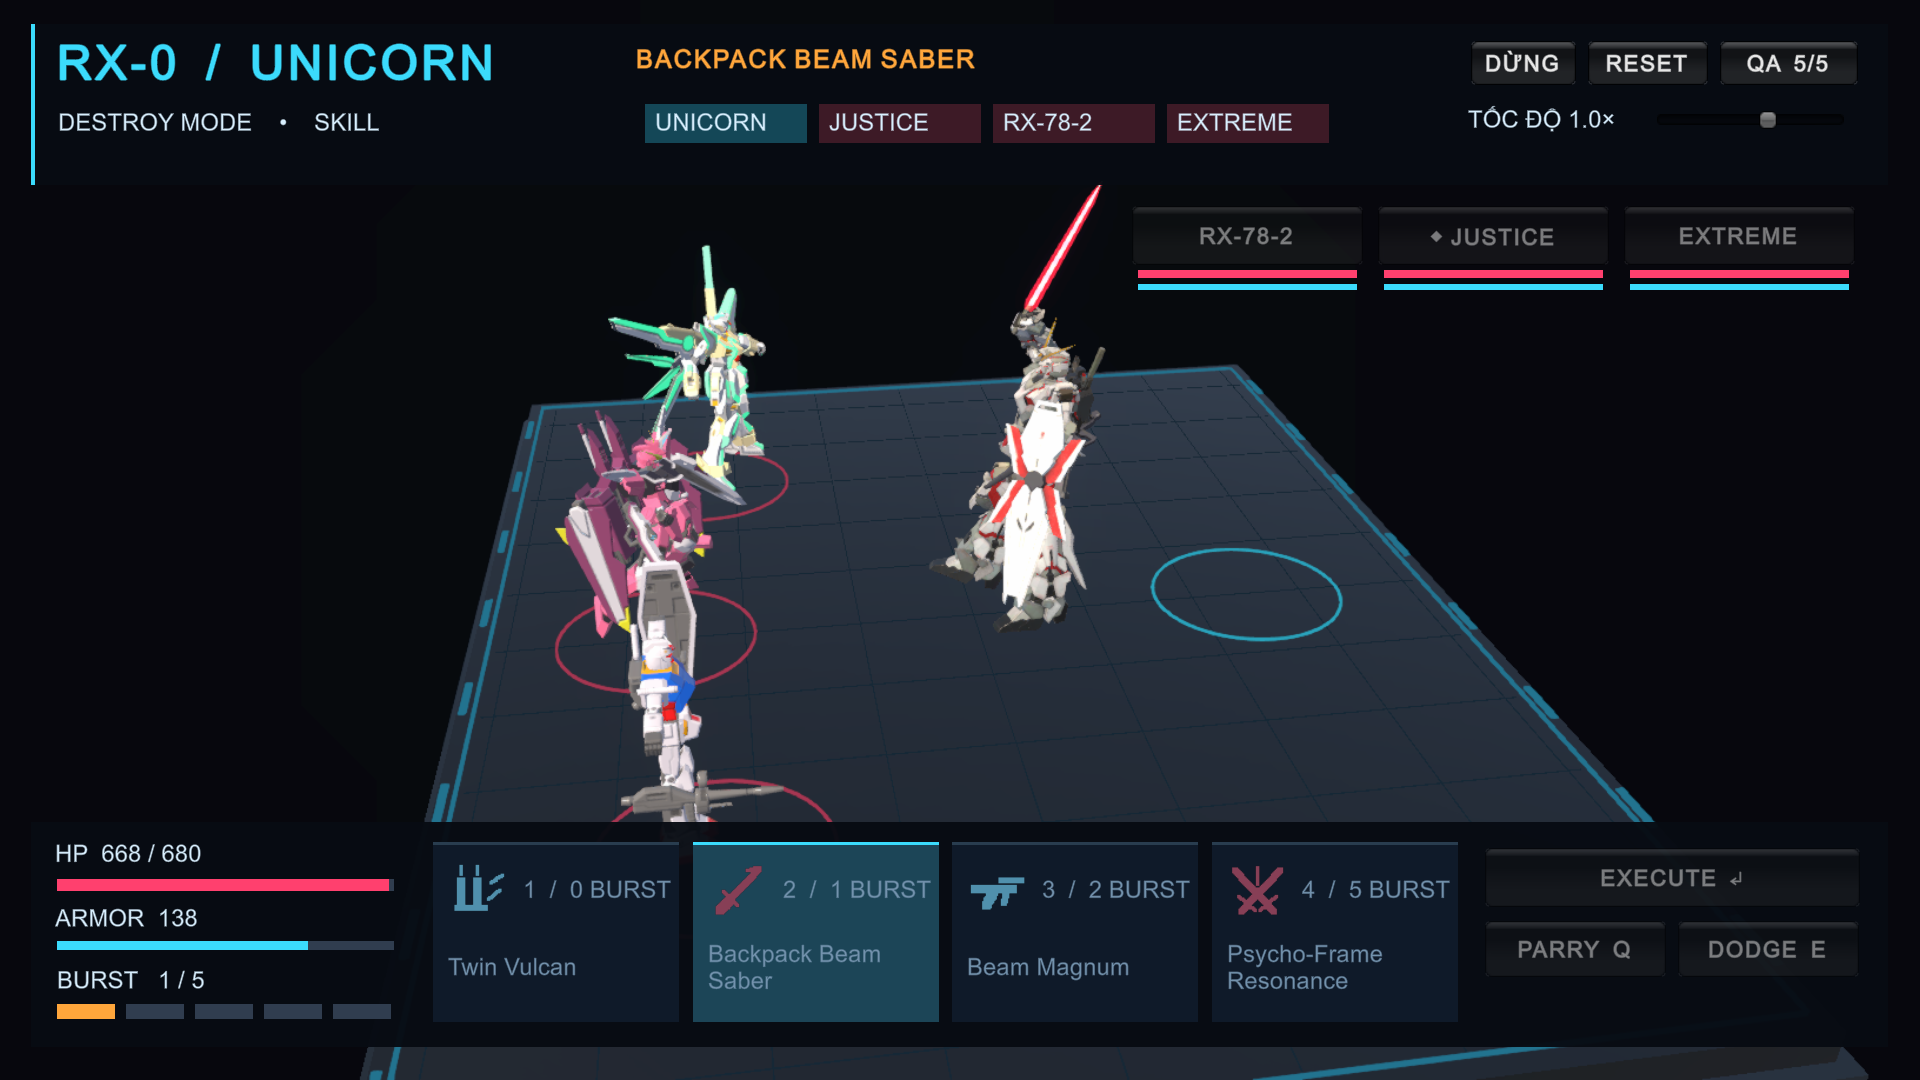 RX-0 / UNICORN
DESTROY MODE • SKILL
BACKPACK BEAM SABER
UNICORN
JUSTICE
RX-78-2
EXTREME
DỪNG
RESET
QA 5/5
TỐC ĐỘ 1.0×
RX-78-2
◆ JUSTICE
EXTREME
HP 668 / 680
ARMOR 138
BURST 1 / 5
1 / 0 BURST
Twin Vulcan
2 / 1 BURST
Backpack Beam
Saber
3 / 2 BURST
Beam Magnum
4 / 5 BURST
Psycho-Frame
Resonance
EXECUTE ↲
PARRY Q
DODGE E